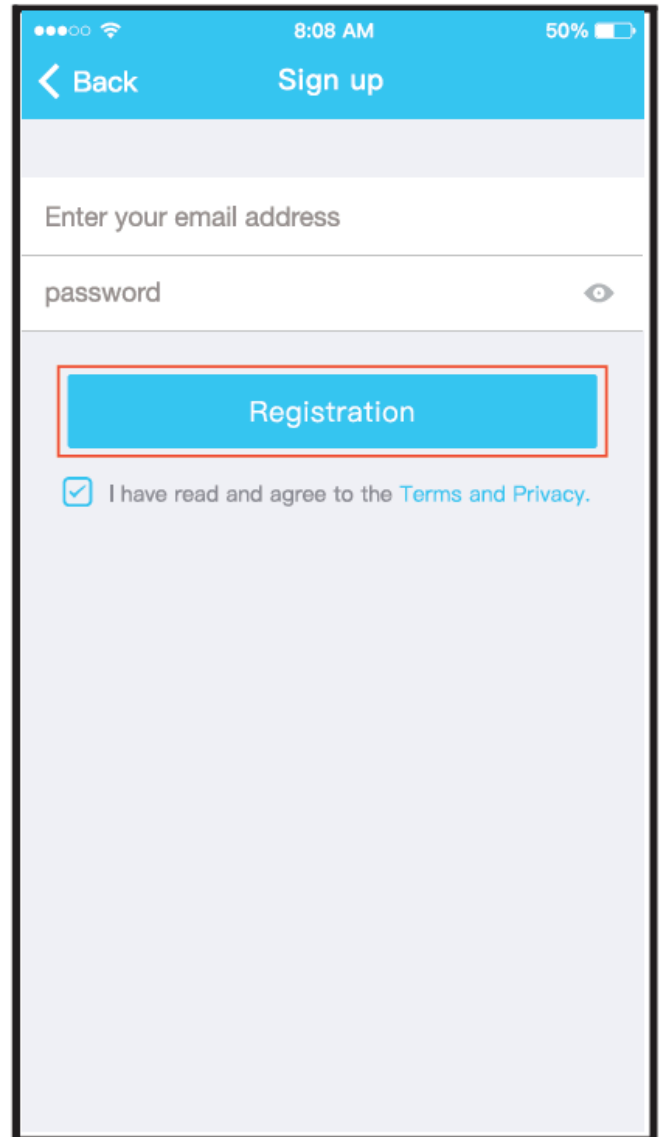 8:08 AM 50%
Back Sign up
Enter your email address
password
Registration
I have read and agree to the Terms and Privacy.